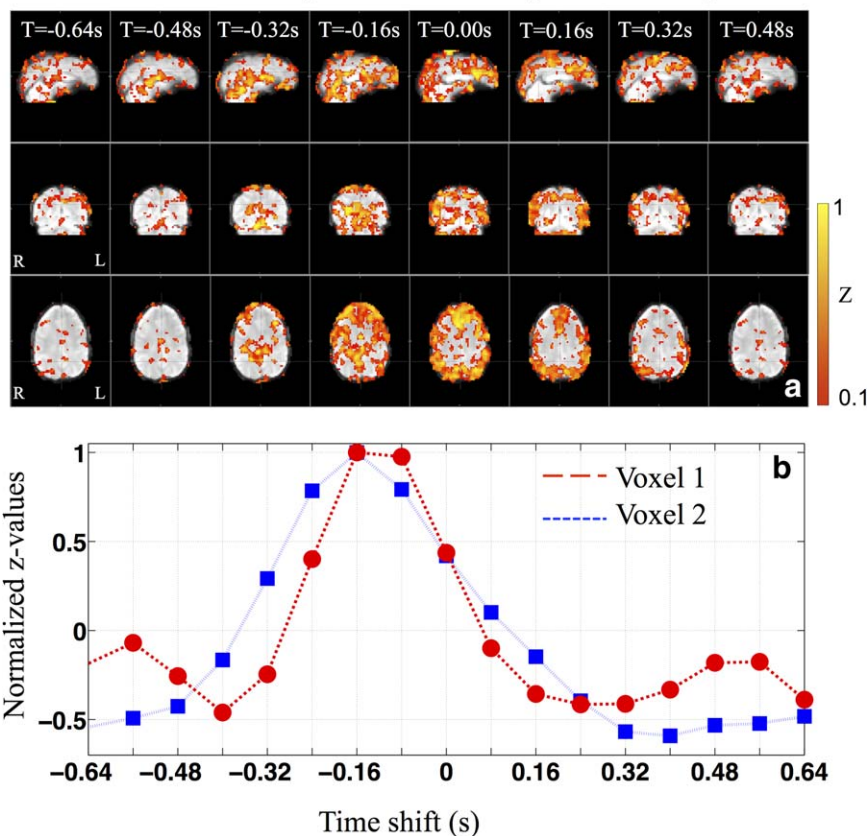 T=-0.64s T=-0.48s T=-0.32s T=-0.16s T=0.00s T=0.16s T=0.32s T=0.48s
R L
1
Z
0.1
R L
a
b
Voxel 1
Voxel 2
Normalized z-values
1
0.5
0
−0.5
−0.64 −0.48 −0.32 −0.16 0 0.16 0.32 0.48 0.64
Time shift (s)